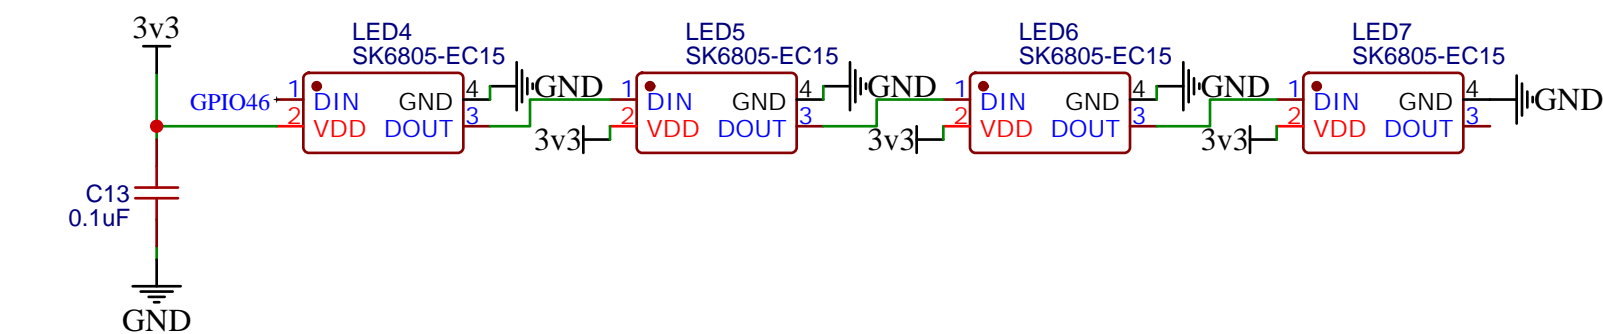 3v3
LED4
SK6805-EC15
LED5
SK6805-EC15
LED6
SK6805-EC15
LED7
SK6805-EC15
GPIO46
1 DIN GND 4
2 VDD DOUT 3
GND
3v3
1 DIN GND 4
2 VDD DOUT 3
GND
3v3
1 DIN GND 4
2 VDD DOUT 3
GND
3v3
1 DIN GND 4
2 VDD DOUT 3
GND
C13
0.1uF
GND